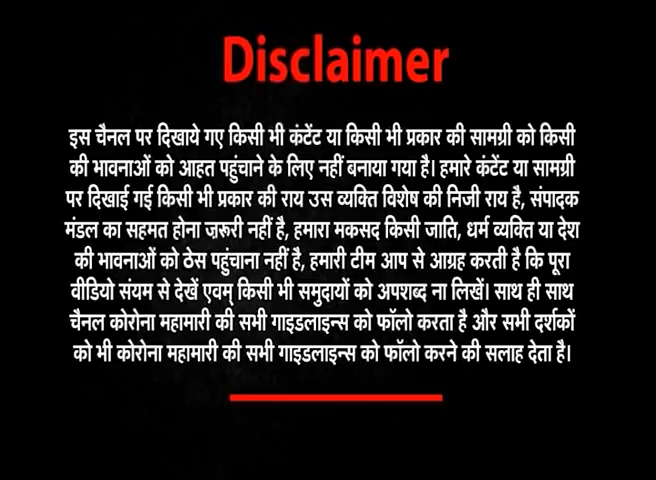 Disclaimer
इस चैनल पर दिखाये गए किसी भी कंटेंट या किसी भी प्रकार की सामग्री को किसी
की भावनाओं को आहत पहुंचाने के लिए नहीं बनाया गया है। हमारे कंटेंट या सामग्री
पर दिखाई गई किसी भी प्रकार की राय उस व्यक्ति विशेष की निजी राय है, संपादक
मंडल का सहमत होना ज़रूरी नहीं है, हमारा मकसद किसी जाति, धर्म व्यक्ति या देश
की भावनाओं को ठेस पहुंचाना नहीं है, हमारी टीम आप से आग्रह करती है कि पूरा
वीडियो संयम से देखें एवम् किसी भी समुदायों को अपशब्द ना लिखें। साथ ही साथ
चैनल कोरोना महामारी की सभी गाइडलाइन्स को फॉलो करता है और सभी दर्शकों
को भी कोरोना महामारी की सभी गाइडलाइन्स को फॉलो करने की सलाह देता है।